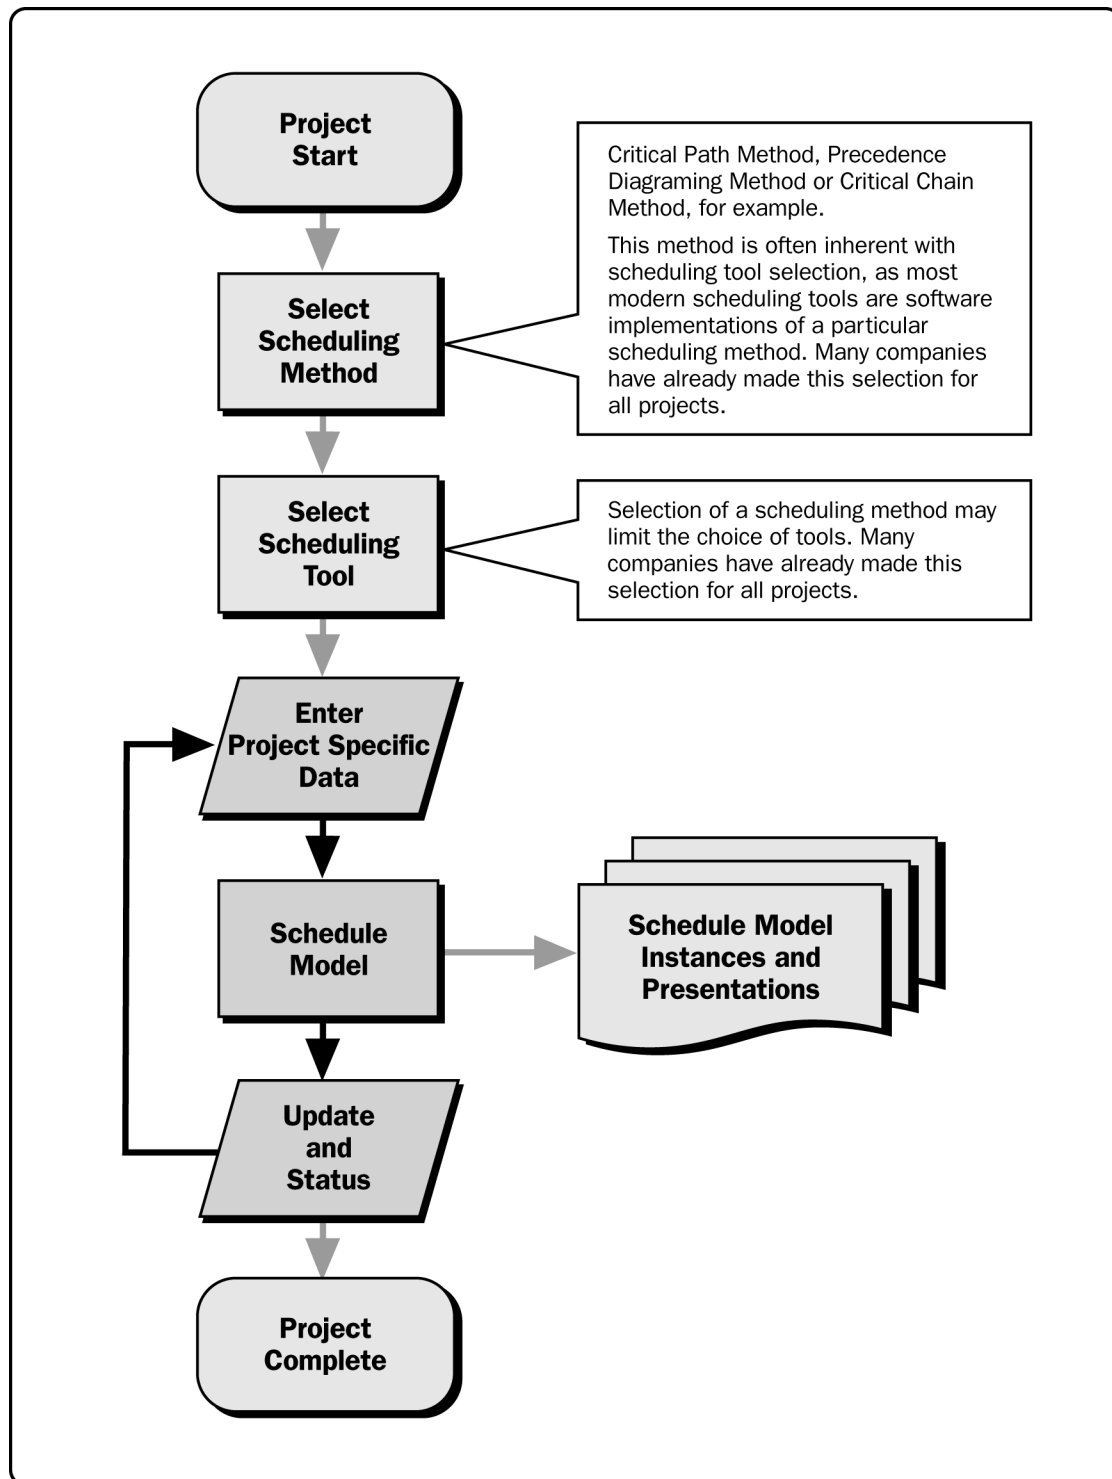 Project
Start
Critical Path Method, Precedence
Diagraming Method or Critical Chain
Method, for example.
This method is often inherent with
scheduling tool selection, as most
modern scheduling tools are software
implementations of a particular
scheduling method. Many companies
have already made this selection for
all projects.
Select
Scheduling
Method
Select
Scheduling
Tool
Selection of a scheduling method may
limit the choice of tools. Many
companies have already made this
selection for all projects.
Enter
Project Specific
Data
Schedule
Model
Schedule Model
Instances and
Presentations
Update
and
Status
Project
Complete